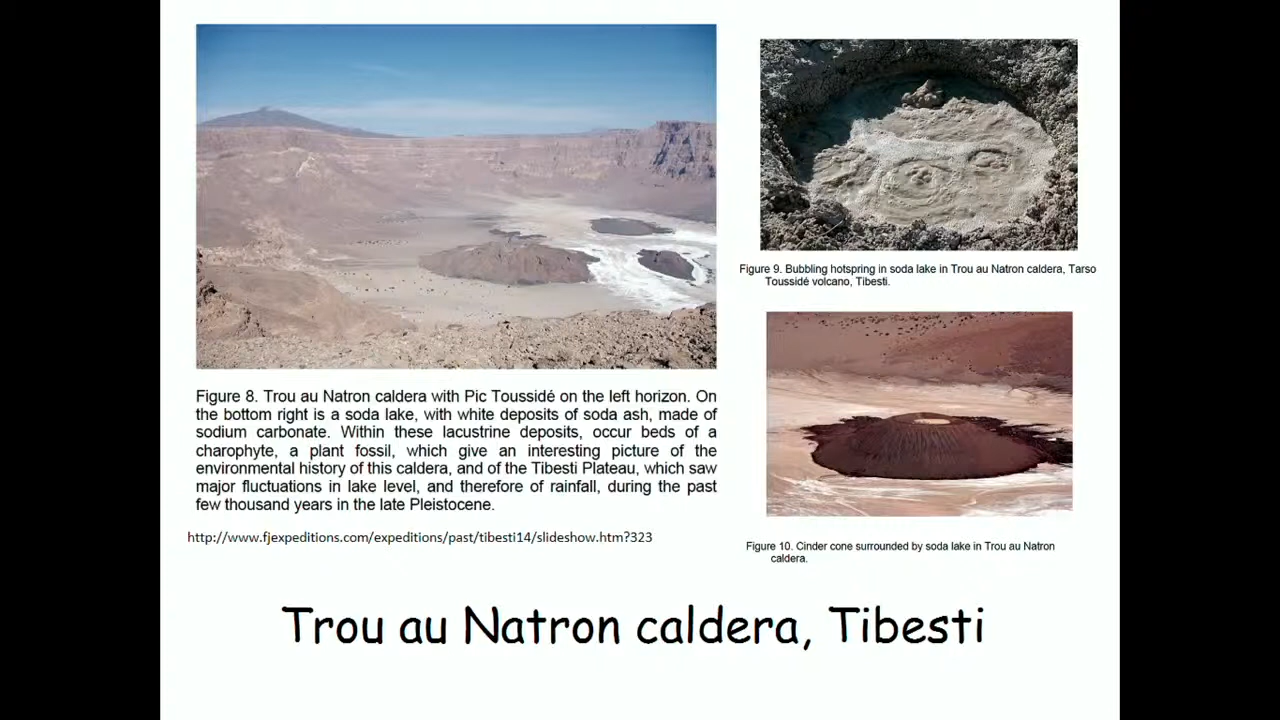 Figure 8. Trou au Natron caldera with Pic Toussidé on the left horizon. On
the bottom right is a soda lake, with white deposits of soda ash, made of
sodium carbonate. Within these lacustrine deposits, occur beds of a
charophyte, a plant fossil, which give an interesting picture of the
environmental history of this caldera, and of the Tibesti Plateau, which saw
major fluctuations in lake level, and therefore of rainfall, during the past
few thousand years in the late Pleistocene.
http://www.fjexpeditions.com/expeditions/past/tibesti14/slideshow.htm?323
Figure 9. Bubbling hotspring in soda lake in Trou au Natron caldera, Tarso
Toussidé volcano, Tibesti.
Figure 10. Cinder cone surrounded by soda lake in Trou au Natron
caldera.
Trou au Natron caldera, Tibesti